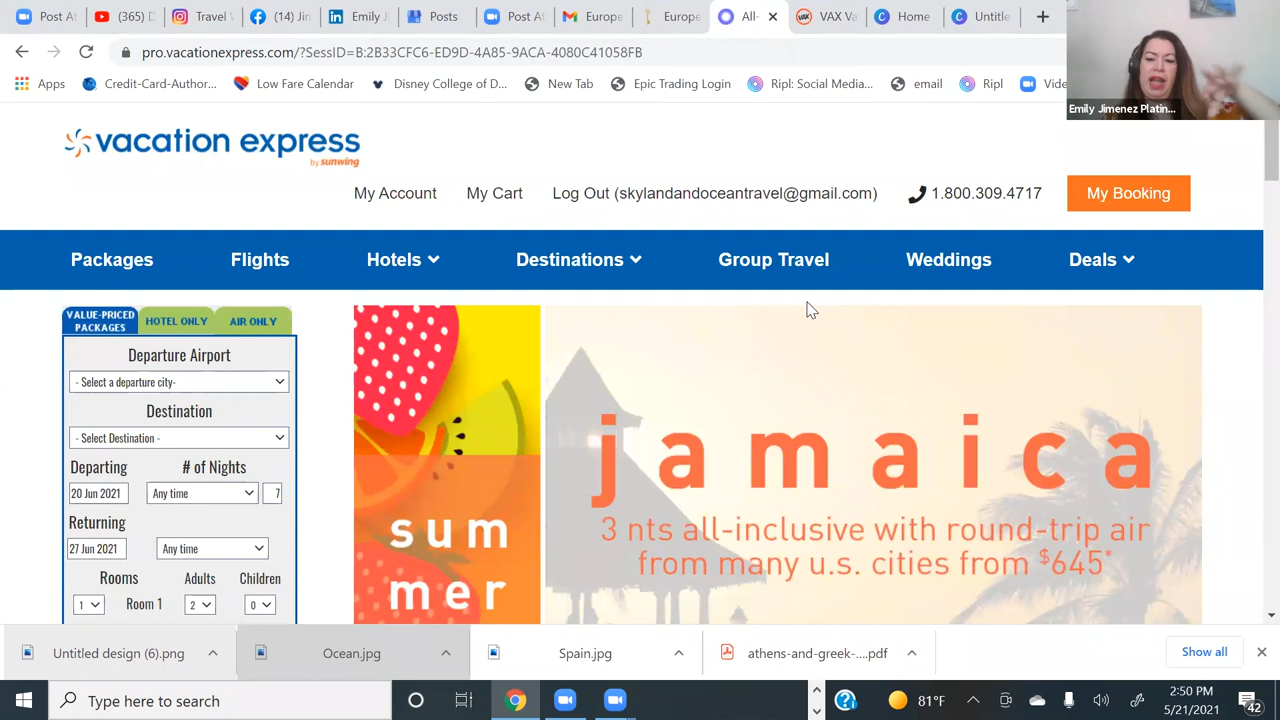 Post Af
(365) D
Travel
(14) Jin
Emily J
Posts
Post At
Europe
Europe
All-
VAX Va
Home
Untitle
pro.vacationexpress.com/?SessID=B:2B33CFC6-ED9D-4A85-9ACA-4080C41058FB
Apps
Credit-Card-Author...
Low Fare Calendar
Disney College of D...
New Tab
Epic Trading Login
Ripl: Social Media...
email
Ripl
Vide
Emily Jimenez Platin...
vacation express
by sunwing
My Account
My Cart
Log Out (skylandandoceantravel@gmail.com)
1.800.309.4717
My Booking
Packages
Flights
Hotels
Destinations
Group Travel
Weddings
Deals
VALUE-PRICED
PACKAGES
HOTEL ONLY
AIR ONLY
Departure Airport
- Select a departure city-
Destination
- Select Destination -
Departing
# of Nights
20 Jun 2021
Any time
7
Returning
27 Jun 2021
Any time
Rooms
Adults
Children
1
Room 1
2
0
sum
mer
jamaica
3 nts all-inclusive with round-trip air
from many u.s. cities from $645*
Untitled design (6).png
Ocean.jpg
Spain.jpg
athens-and-greek-....pdf
Show all
Type here to search
81°F
2:50 PM
5/21/2021
42